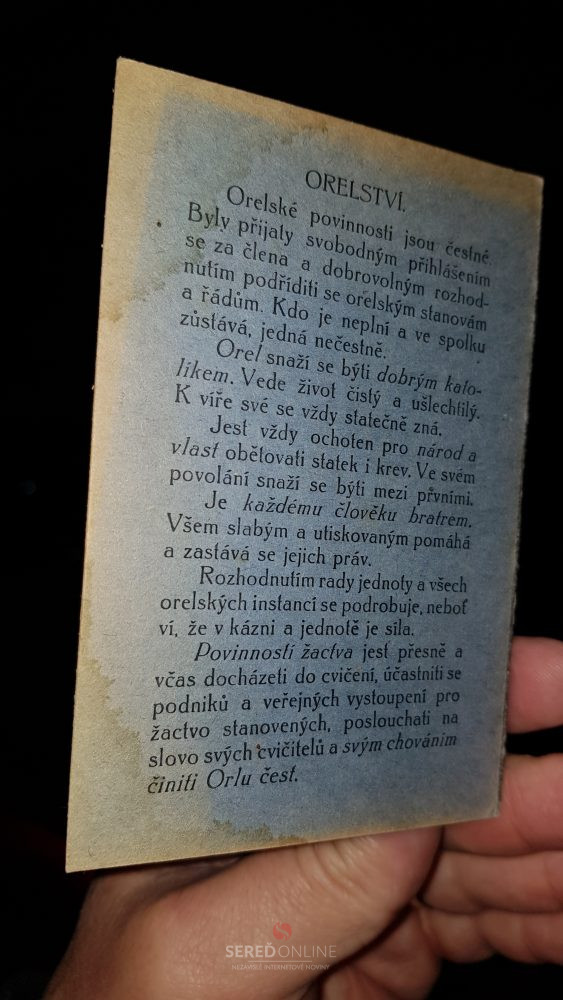 ORELSTVÍ.
Orelské povinnosti jsou čestné.
Byly přijaty svobodným přihlášením
se za člena a dobrovolným rozhod-
nutím podříditi se orelským stanovám
a řádům. Kdo je neplní a ve spolku
zůstává, jedná nečestně.
Orel snaží se býti dobrým kato-
líkem. Vede život čistý a ušlechtilý.
K víře své se vždy statečně zná.
Jest vždy ochoten pro národ a
vlast obětovati statek i krev. Ve svém
povolání snaží se býti mezi prvními.
Je každému člověku bratrem.
Všem slabým a utiskovaným pomáhá
a zastává se jejich práv.
Rozhodnutím rady jednoty a všech
orelských instancí se podrobuje, neboť
ví, že v kázni a jednotě je síla.
Povinností žactva jest přesně a
včas docházeti do cvičení, účastniti se
podniků a veřejných vystoupení pro
žactvo stanovených, poslouchati na
slovo svých cvičitelů a svým chováním
činiti Orlu čest.
SEREĎONLINE
NEZÁVISLÉ INTERNETOVÉ NOVINY